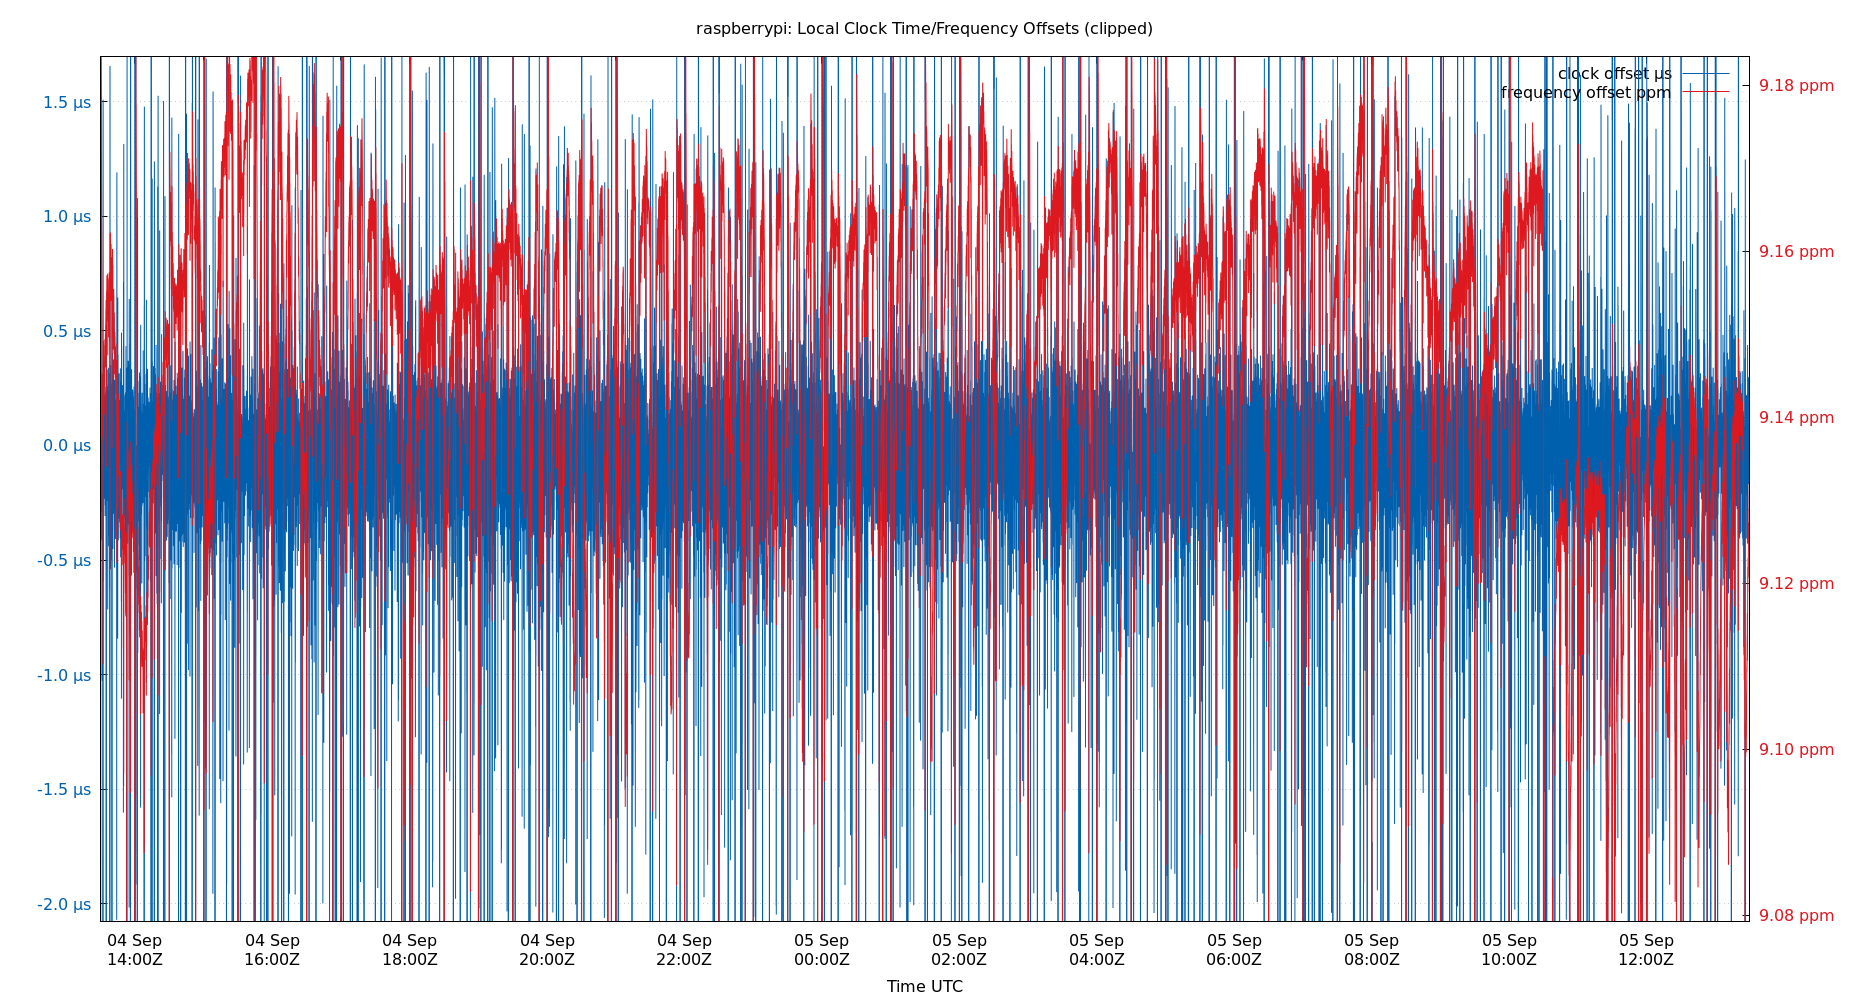 raspberrypi: Local Clock Time/Frequency Offsets (clipped)
clock offset µs
frequency offset ppm
1.5 µs
1.0 µs
0.5 µs
0.0 µs
-0.5 µs
-1.0 µs
-1.5 µs
-2.0 µs
9.18 ppm
9.16 ppm
9.14 ppm
9.12 ppm
9.10 ppm
9.08 ppm
04 Sep 04 Sep 04 Sep 04 Sep 04 Sep 05 Sep 05 Sep 05 Sep 05 Sep 05 Sep 05 Sep 05 Sep
14:00Z 16:00Z 18:00Z 20:00Z 22:00Z 00:00Z 02:00Z 04:00Z 06:00Z 08:00Z 10:00Z 12:00Z
Time UTC